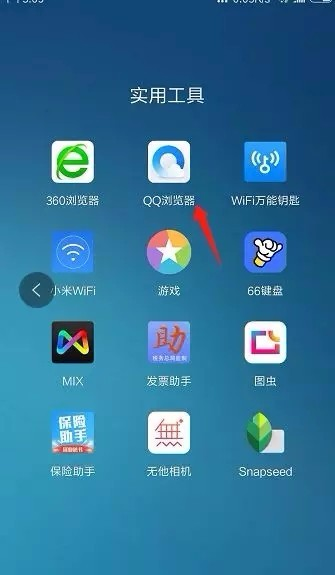 实用工具
360浏览器
QQ浏览器
WiFi万能钥匙
小米WiFi
游戏
66键盘
MIX
助
发票助手
图虫
保险
助手
保险助手
無
无他相机
Snapseed